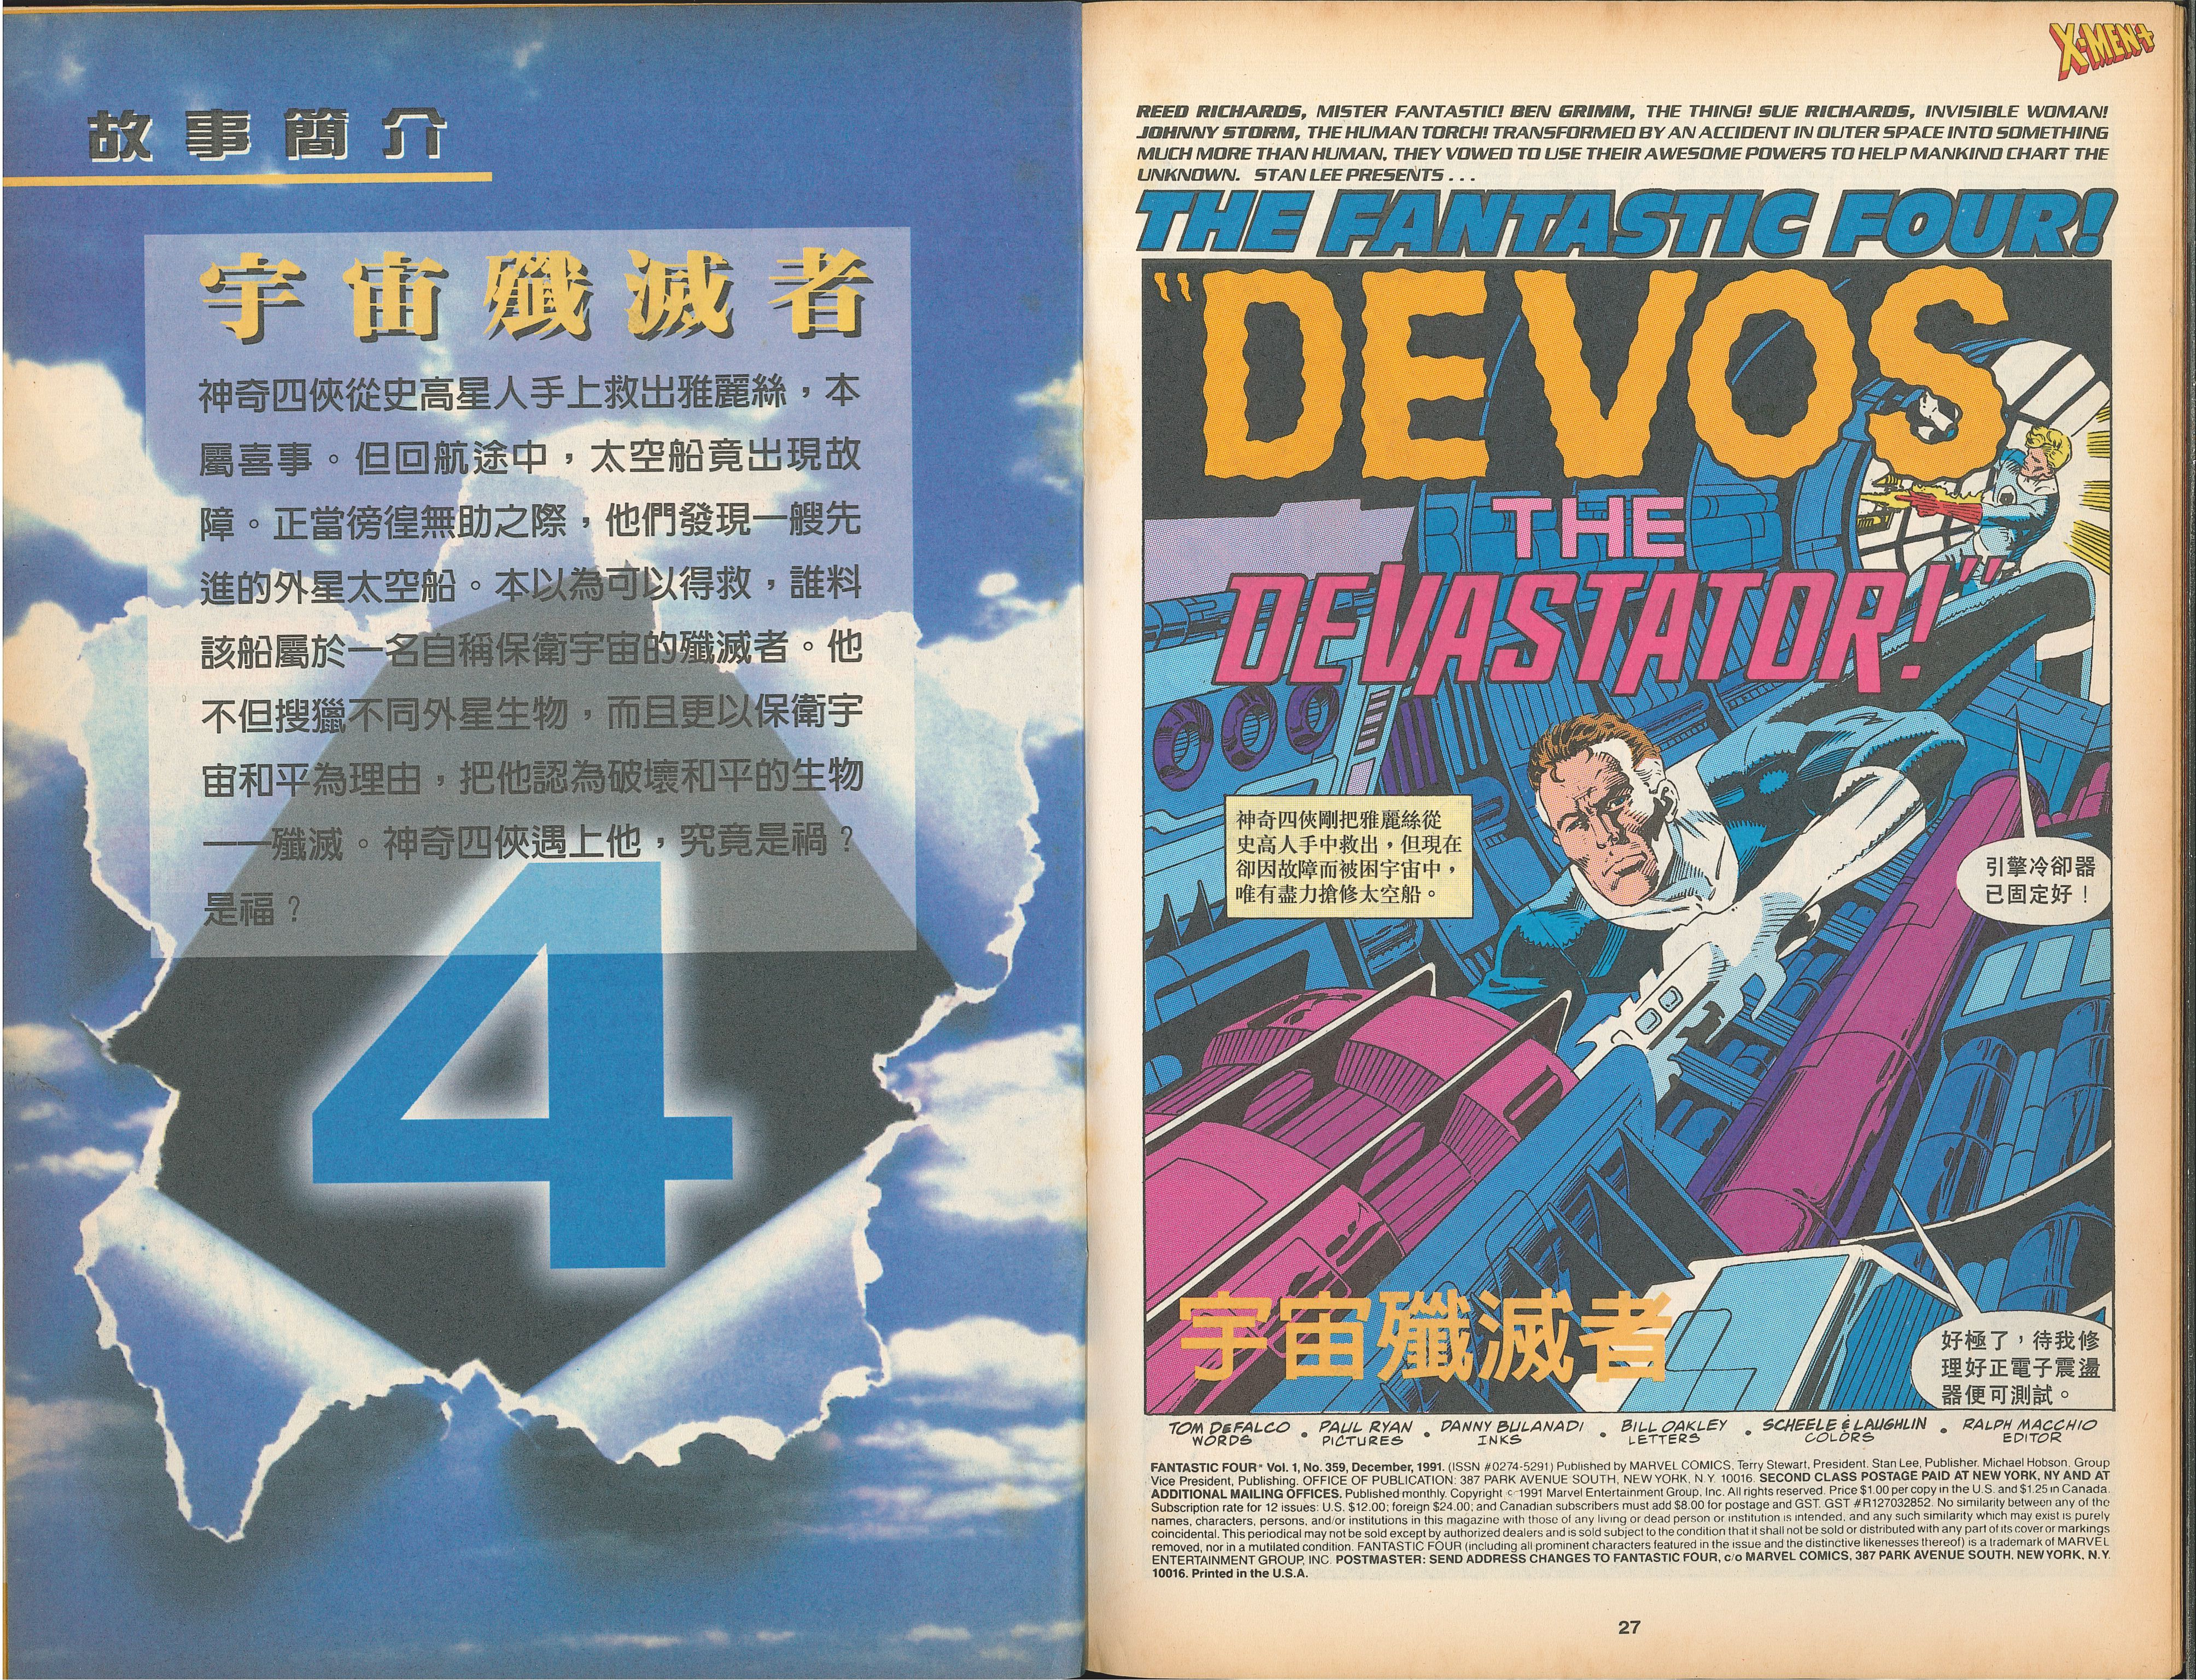 故事簡介
宇宙殲滅者
神奇四俠從史高星人手上救出雅麗絲，本
屬喜事。但回航途中，太空船竟出現故
障。正當徬徨無助之際，他們發現一艘先
進的外星太空船。本以為可以得救，誰料
該船屬於一名自稱保衛宇宙的殲滅者。他
不但搜獵不同外星生物，而且更以保衛宇
宙和平為理由，把他認為破壞和平的生物
一一殲滅。神奇四俠遇上他，究竟是禍？
是福？
4
X-MEN+
REED RICHARDS, MISTER FANTASTIC! BEN GRIMM, THE THING! SUE RICHARDS, INVISIBLE WOMAN!
JOHNNY STORM, THE HUMAN TORCH! TRANSFORMED BY AN ACCIDENT IN OUTER SPACE INTO SOMETHING
MUCH MORE THAN HUMAN, THEY VOWED TO USE THEIR AWESOME POWERS TO HELP MANKIND CHART THE
UNKNOWN. STAN LEE PRESENTS . . .
THE FANTASTIC FOUR!
"DEVOS
THE
DEVASTATOR!"
神奇四俠剛把雅麗絲從
史高人手中救出，但現在
卻因故障而被困宇宙中，
唯有盡力搶修太空船。
引擎冷卻器
已固定好！
好極了，待我修
理好正電子震盪
器便可測試。
宇宙殲滅者
TOM DEFALCO WORDS • PAUL RYAN PICTURES • DANNY BULANADI INKS • BILL OAKLEY LETTERS • SCHEELE & LAUGHLIN COLORS • RALPH MACCHIO EDITOR
FANTASTIC FOUR® Vol. 1, No. 359, December, 1991. (ISSN #0274-5291) Published by MARVEL COMICS, Terry Stewart, President. Stan Lee, Publisher. Michael Hobson, Group
Vice President, Publishing. OFFICE OF PUBLICATION: 387 PARK AVENUE SOUTH, NEW YORK, N.Y. 10016. SECOND CLASS POSTAGE PAID AT NEW YORK, NY AND AT
ADDITIONAL MAILING OFFICES. Published monthly. Copyright © 1991 Marvel Entertainment Group, Inc. All rights reserved. Price $1.00 per copy in the U.S. and $1.25 in Canada.
Subscription rate for 12 issues: U.S. $12.00; foreign $24.00; and Canadian subscribers must add $8.00 for postage and GST. GST #R127032852. No similarity between any of the
names, characters, persons, and/or institutions in this magazine with those of any living or dead person or institution is intended, and any such similarity which may exist is purely
coincidental. This periodical may not be sold except by authorized dealers and is sold subject to the condition that it shall not be sold or distributed with any part of its cover or markings
removed, nor in a mutilated condition. FANTASTIC FOUR (including all prominent characters featured in the issue and the distinctive likenesses thereof) is a trademark of MARVEL
ENTERTAINMENT GROUP, INC. POSTMASTER: SEND ADDRESS CHANGES TO FANTASTIC FOUR, c/o MARVEL COMICS, 387 PARK AVENUE SOUTH, NEW YORK, N.Y.
10016. Printed in the U.S.A.
27